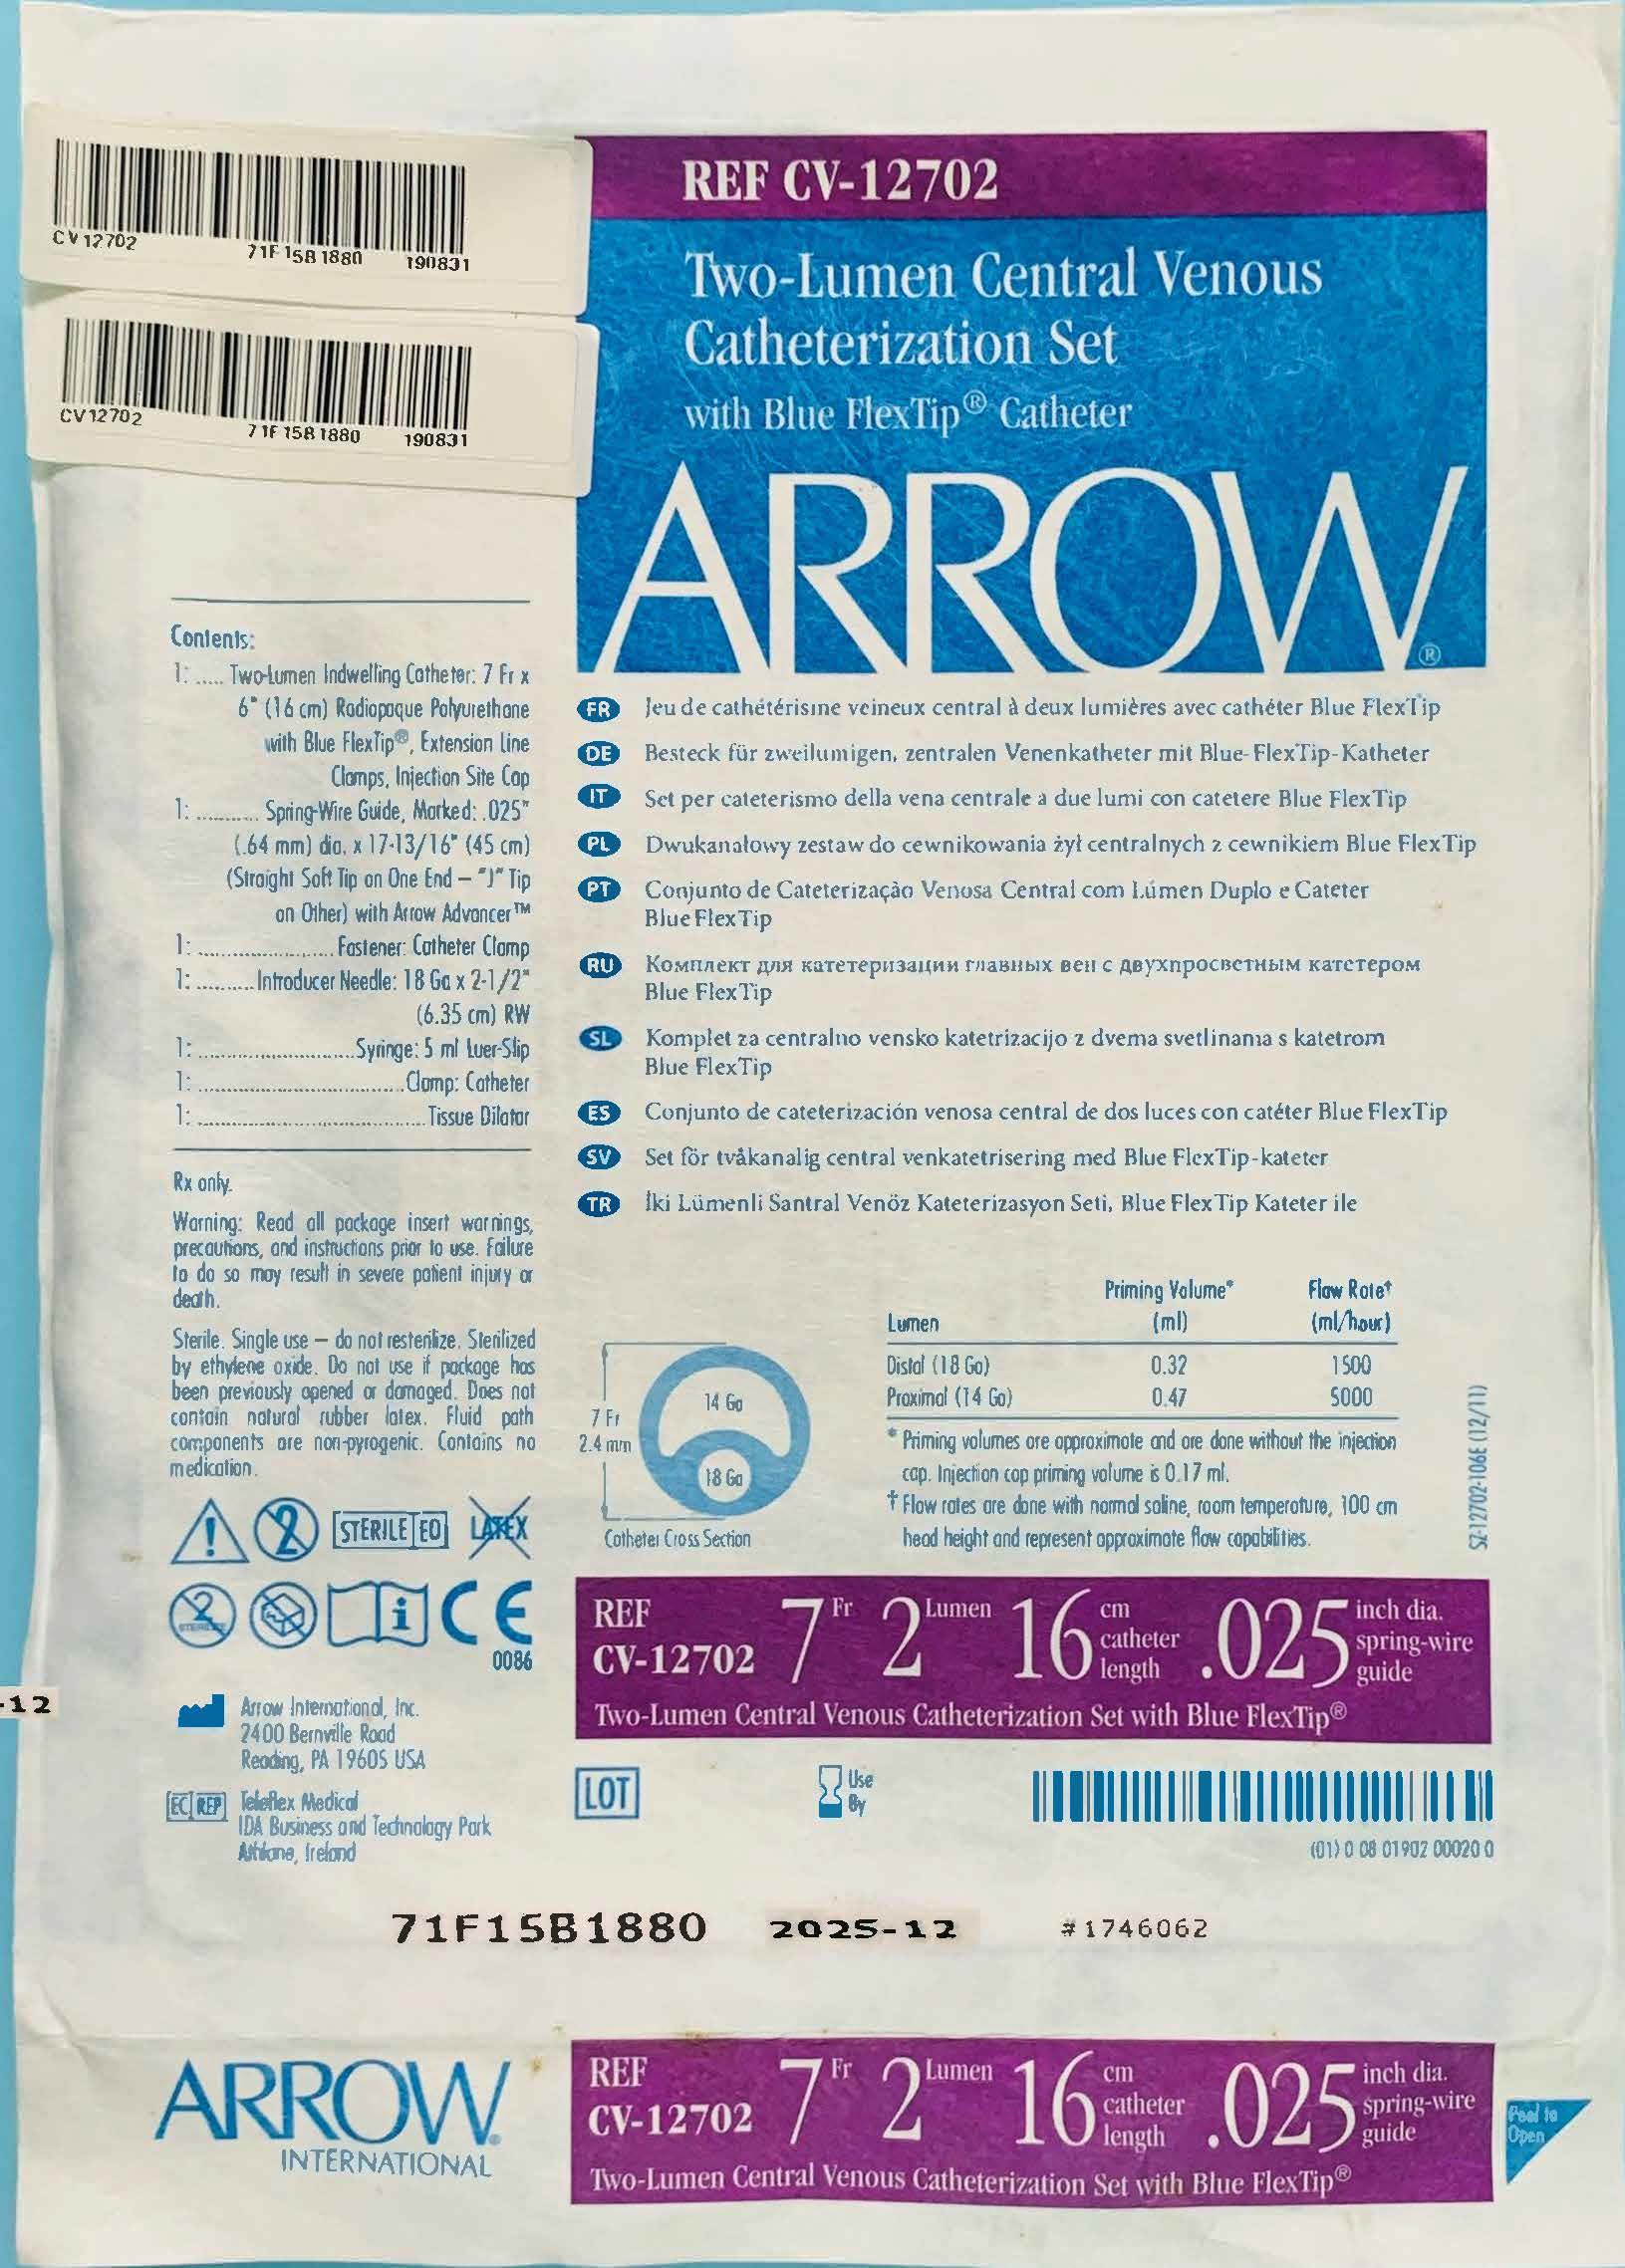 CV12702 71F15B1880 190831
CV12702 71F15B1880 190831
REF CV-12702
Two-Lumen Central Venous
Catheterization Set
with Blue FlexTip® Catheter
ARROW®
Contents:
1: ..... Two-Lumen Indwelling Catheter: 7 Fr x
6" (16 cm) Radiopaque Polyurethane
with Blue FlexTip®, Extension Line
Clamps, Injection Site Cap
1: ........... Spring-Wire Guide, Marked: .025"
(.64 mm) dia. x 17-13/16" (45 cm)
(Straight Soft Tip on One End – "J" Tip
on Other) with Arrow Advancer™
1: ........................ Fastener: Catheter Clamp
1: .......... Introducer Needle: 18 Ga x 2-1/2"
(6.35 cm) RW
1: ........................... Syringe: 5 ml Luer-Slip
1: .................................... Clamp: Catheter
1: ........................................ Tissue Dilator
Rx only.
Warning: Read all package insert warnings,
precautions, and instructions prior to use. Failure
to do so may result in severe patient injury or
death.
Sterile. Single use – do not resterilize. Sterilized
by ethylene oxide. Do not use if package has
been previously opened or damaged. Does not
contain natural rubber latex. Fluid path
components are non-pyrogenic. Contains no
medication.
2 STERILE EO LATEX
2 STERILIZE i CE
0086
-12
Arrow International, Inc.
2400 Bernville Road
Reading, PA 19605 USA
EC REP Teleflex Medical
IDA Business and Technology Park
Athlone, Ireland
FR Jeu de cathétérisme veineux central à deux lumières avec cathéter Blue FlexTip
DE Besteck für zweilumigen, zentralen Venenkatheter mit Blue-FlexTip-Katheter
IT Set per cateterismo della vena centrale a due lumi con catetere Blue FlexTip
PL Dwukanałowy zestaw do cewnikowania żył centralnych z cewnikiem Blue FlexTip
PT Conjunto de Cateterização Venosa Central com Lúmen Duplo e Cateter
Blue FlexTip
RU Комплект для катетеризации главных вен с двухпросветным катетером
Blue FlexTip
SL Komplet za centralno vensko katetrizacijo z dvema svetlinama s katetrom
Blue FlexTip
ES Conjunto de cateterización venosa central de dos luces con catéter Blue FlexTip
SV Set för tvåkanalig central venkatetrisering med Blue FlexTip-kateter
TR İki Lümenli Santral Venöz Kateterizasyon Seti, Blue FlexTip Kateter ile
Priming Volume* Flow Rate†
Lumen (ml) (ml/hour)
Distal (18 Ga) 0.32 1500
Proximal (14 Ga) 0.47 5000
* Priming volumes are approximate and are done without the injection
cap. Injection cap priming volume is 0.17 ml.
† Flow rates are done with normal saline, room temperature, 100 cm
head height and represent approximate flow capabilities.
14 Ga
7 Fr
2.4 mm
18 Ga
Catheter Cross Section
SZ-12702-106E (12/11)
REF
CV-12702
7 Fr 2 Lumen 16 cm catheter length .025 inch dia. spring-wire guide
Two-Lumen Central Venous Catheterization Set with Blue FlexTip®
LOT
Use
By
(01) 0 08 01902 00020 0
71F15B1880 2025-12 #1746062
ARROW®
INTERNATIONAL
REF
CV-12702
7 Fr 2 Lumen 16 cm catheter length .025 inch dia. spring-wire guide
Two-Lumen Central Venous Catheterization Set with Blue FlexTip®
Peel to
Open